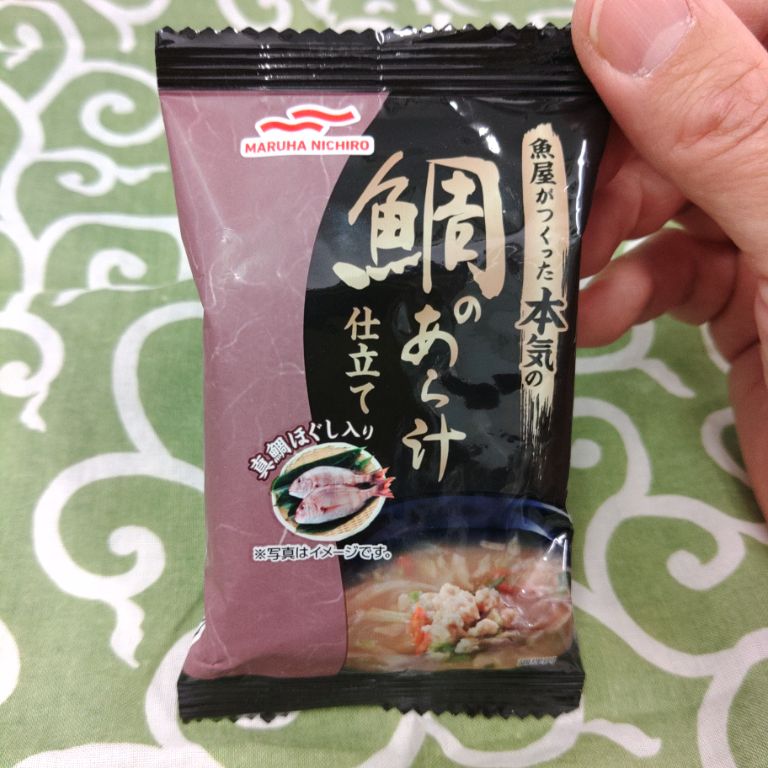 MARUHA NICHIRO
魚屋がつくった本気の
鯛のあら汁
仕立て
真鯛ほぐし入り
※写真はイメージです。